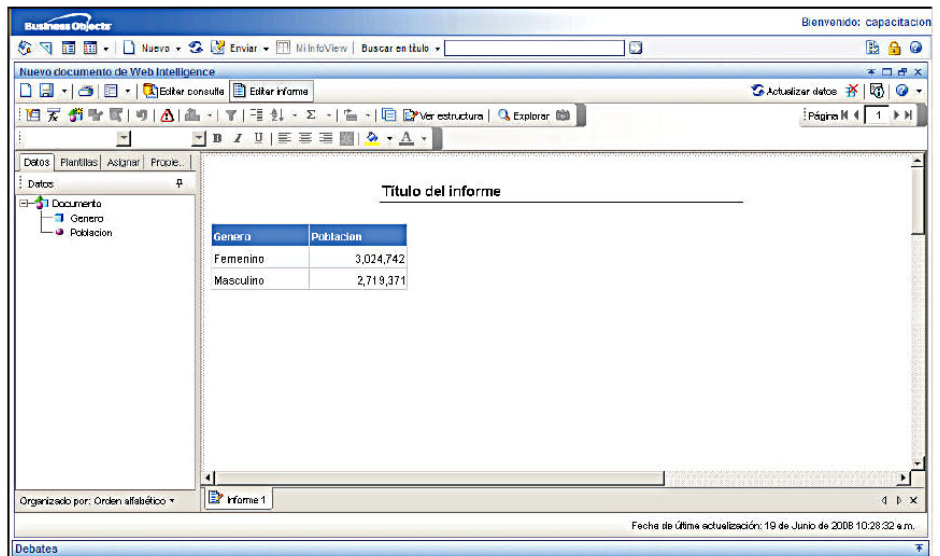 Business Objects
Bienvenido: capacitacion
Nuevo Enviar Mi InfoView Buscar en título
Nuevo documento de Web Intelligence
Editar consulta Editar informe Actualizar datos
Ver estructura Explorar Página 1
B I U A
Datos Plantillas Asignar Propie...
Datos
Documento
Genero
Poblacion
Título del informe
Genero Poblacion
Femenino 3,024,742
Masculino 2,719,371
Organizado por: Orden alfabético
Informe 1
Fecha de última actualización: 19 de Junio de 2008 10:28:32 a.m.
Debates